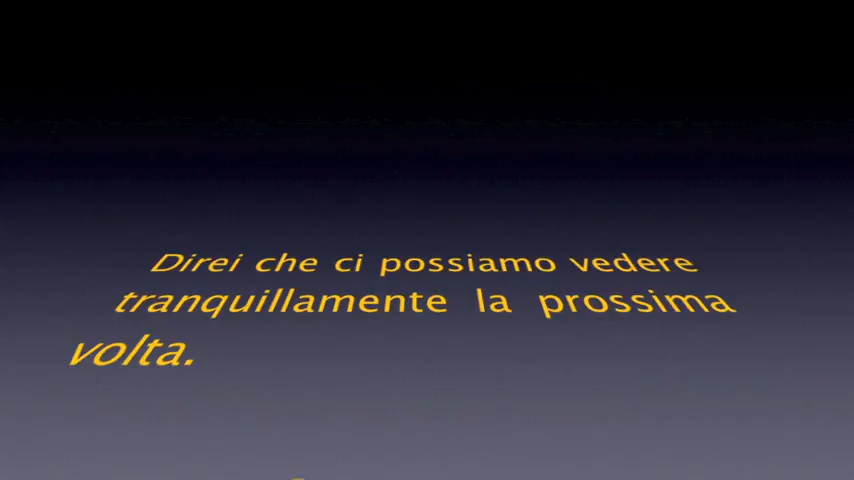 Direi che ci possiamo vedere
tranquillamente la prossima
volta.